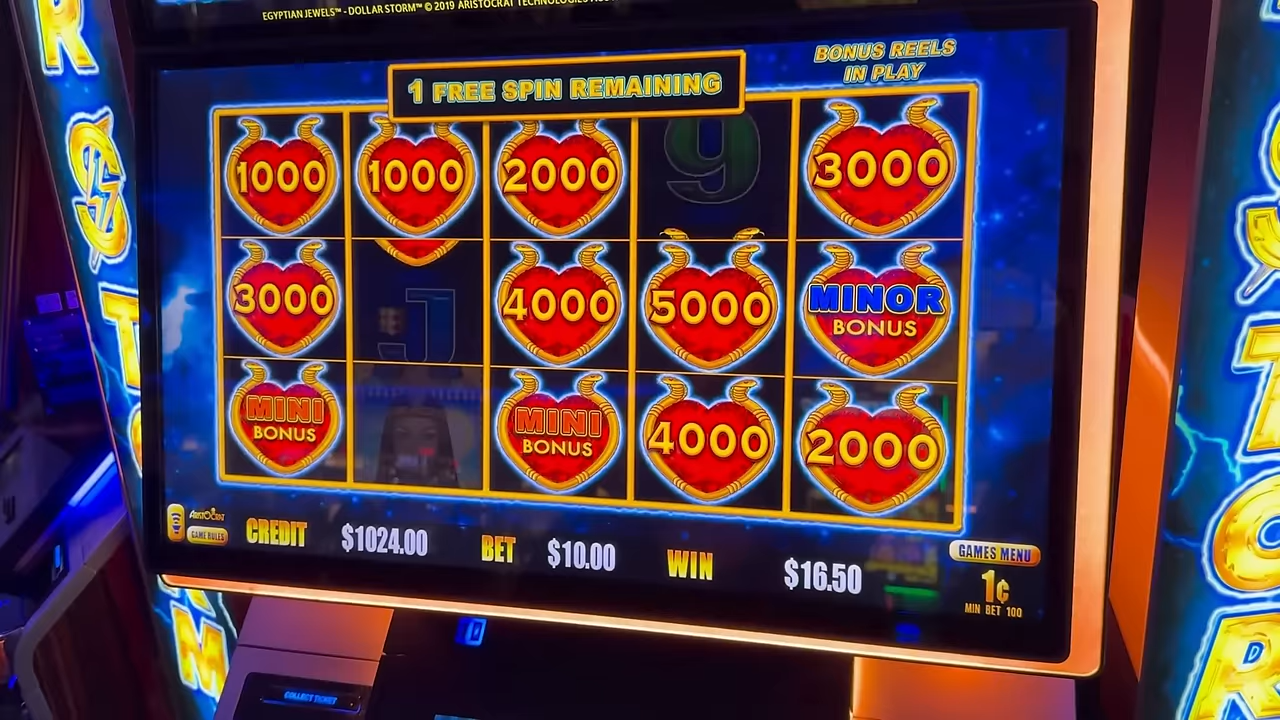 EGYPTIAN JEWELS™ - DOLLAR STORM™ © 2019 ARISTOCRAT TECHNOLOGIES
BONUS REELS
IN PLAY
1 FREE SPIN REMAINING
1000 1000 2000 9 3000
3000 J 4000 5000 MINOR BONUS
MINI BONUS MINI BONUS 4000 2000
ARISTOCRAT
GAME RULES
CREDIT $1024.00 BET $10.00 WIN $16.50
GAMES MENU
1¢
MIN BET 100
COLLECT TICKET